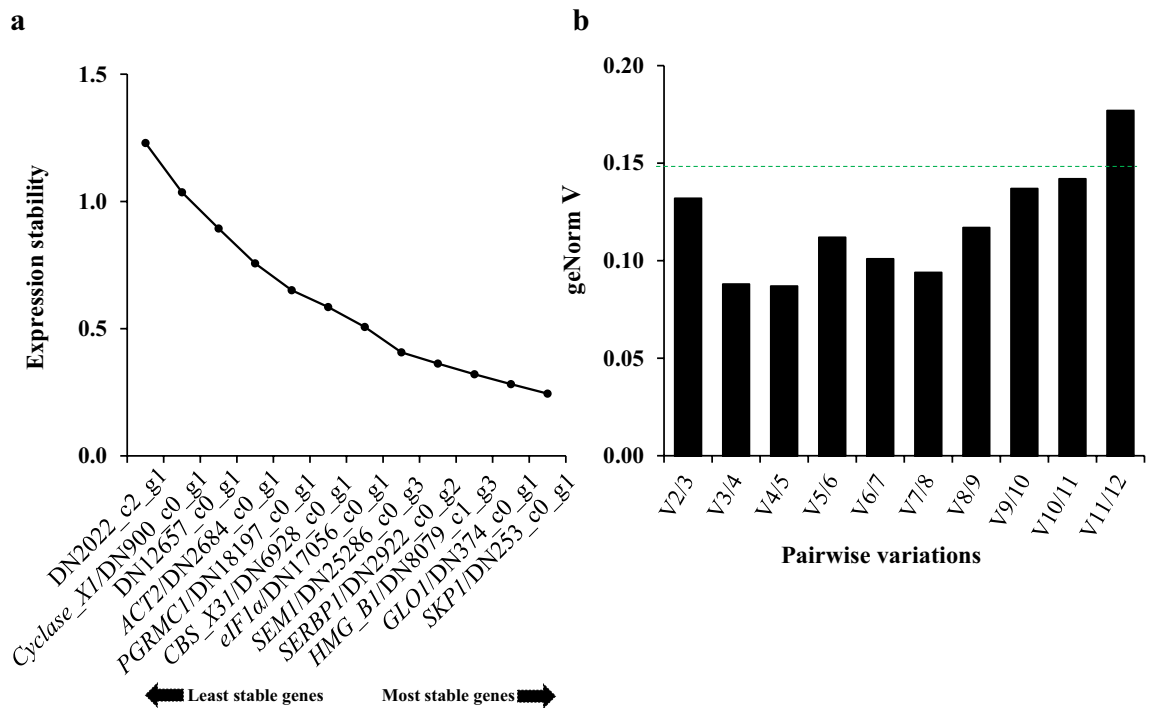 a
1.5
1.0
0.5
0.0
Expression stability
DN2022_c2_g1
Cyclase_X1/DN900_c0_g1
DN12657_c0_g1
ACT2/DN2684_c0_g1
PGRMC1/DN18197_c0_g1
CBS_X31/DN6928_c0_g1
eIF1α/DN17056_c0_g1
SEM1/DN25286_c0_g3
SERBP1/DN2922_c0_g2
HMG_B1/DN8079_c1_g3
GLO1/DN374_c0_g1
SKP1/DN253_c0_g1
Least stable genes
Most stable genes
b
0.20
0.15
0.10
0.05
0.00
geNorm V
V2/3
V3/4
V4/5
V5/6
V6/7
V7/8
V8/9
V9/10
V10/11
V11/12
Pairwise variations